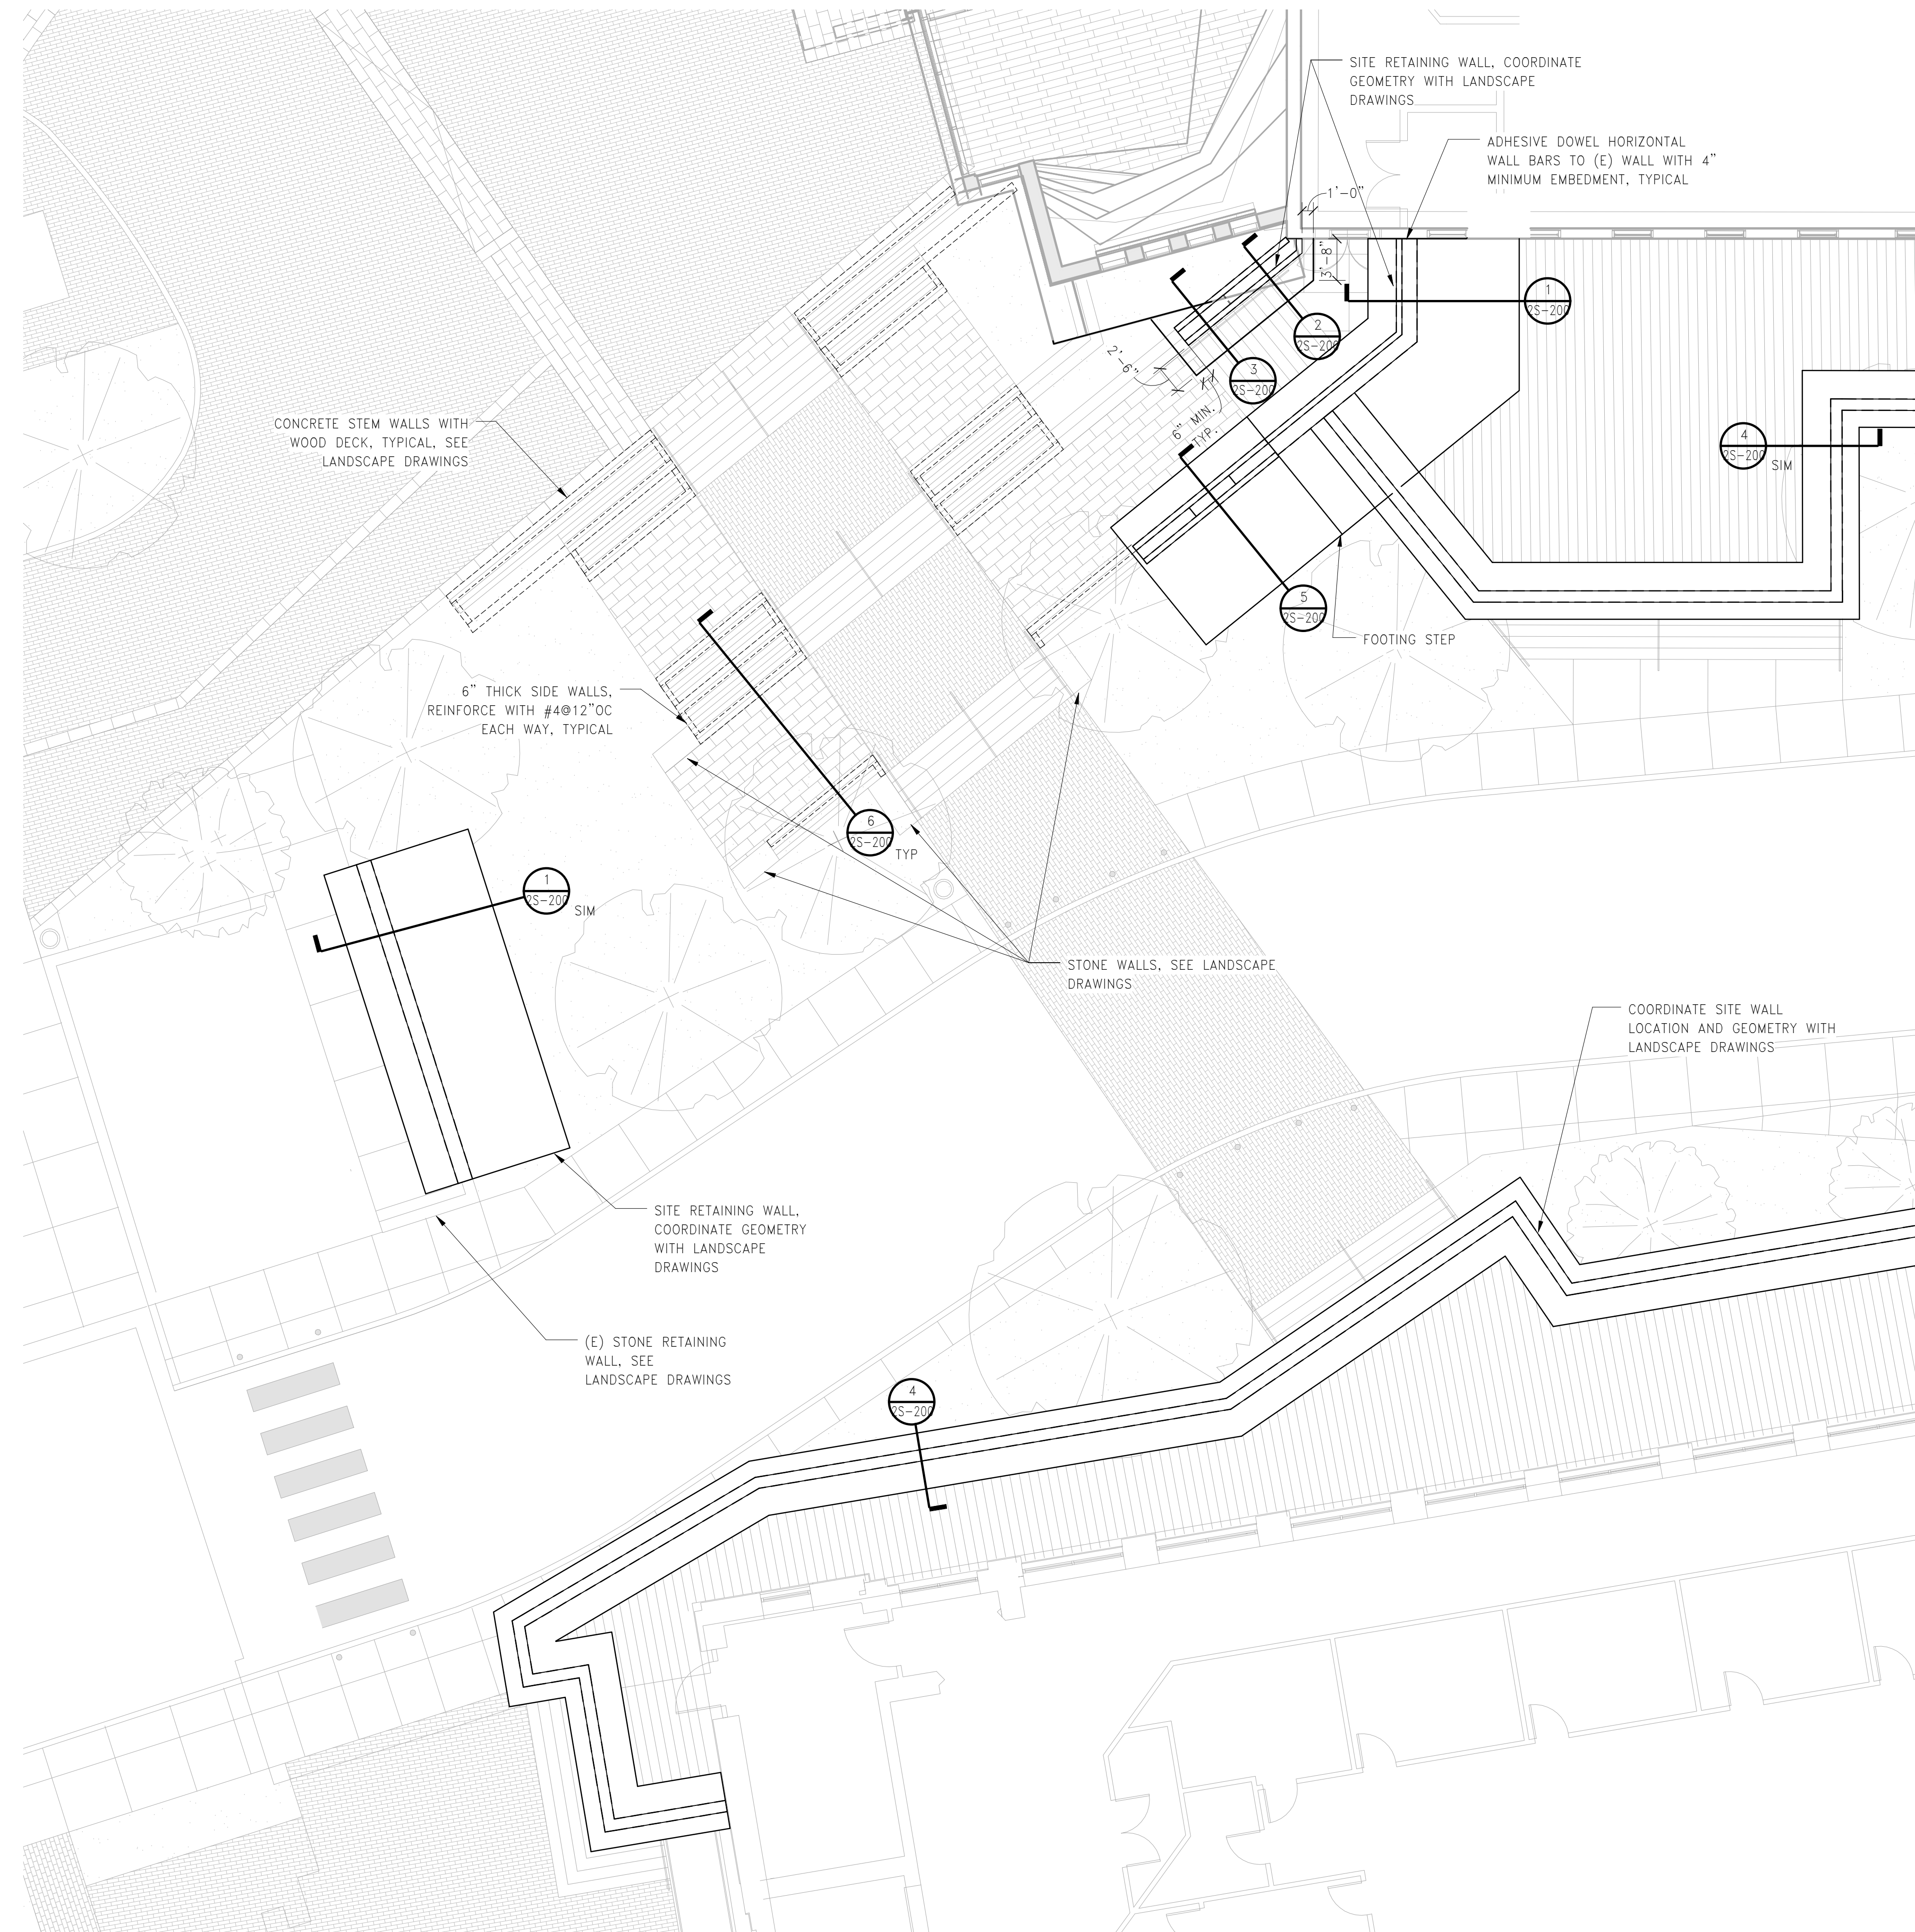 SITE RETAINING WALL, COORDINATE
GEOMETRY WITH LANDSCAPE
DRAWINGS
ADHESIVE DOWEL HORIZONTAL
WALL BARS TO (E) WALL WITH 4"
MINIMUM EMBEDMENT, TYPICAL
1'-0"
3'-8"
1
2S-200
2
2S-200
3
2S-200
2'-6"
6" MIN.
TYP.
CONCRETE STEM WALLS WITH
WOOD DECK, TYPICAL, SEE
LANDSCAPE DRAWINGS
4
2S-200
SIM
5
2S-200
FOOTING STEP
6" THICK SIDE WALLS,
REINFORCE WITH #4@12"OC
EACH WAY, TYPICAL
6
2S-200
TYP
1
2S-200
SIM
STONE WALLS, SEE LANDSCAPE
DRAWINGS
COORDINATE SITE WALL
LOCATION AND GEOMETRY WITH
LANDSCAPE DRAWINGS
SITE RETAINING WALL,
COORDINATE GEOMETRY
WITH LANDSCAPE
DRAWINGS
(E) STONE RETAINING
WALL, SEE
LANDSCAPE DRAWINGS
4
2S-200